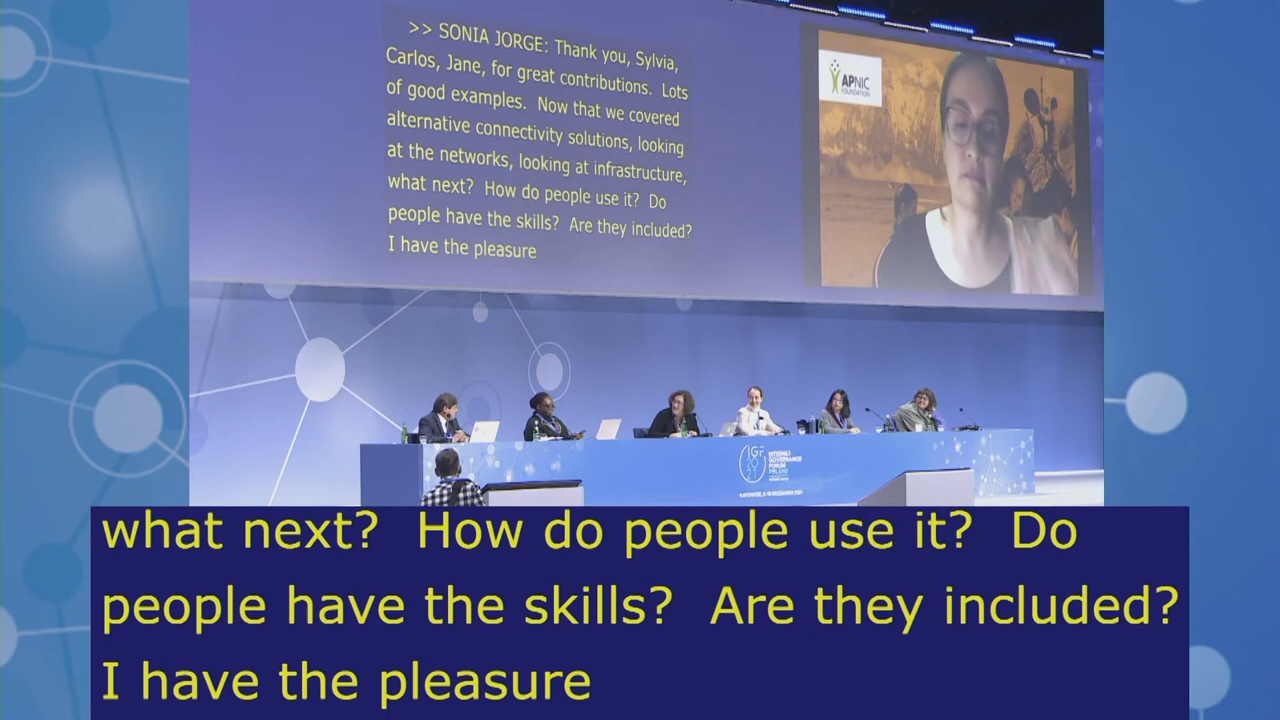 >> SONIA JORGE: Thank you, Sylvia,
Carlos, Jane, for great contributions. Lots
of good examples. Now that we covered
alternative connectivity solutions, looking
at the networks, looking at infrastructure,
what next? How do people use it? Do
people have the skills? Are they included?
I have the pleasure
APNIC
FOUNDATION
IGF
20
21
INTERNET
GOVERNANCE
FORUM
POLAND
what next? How do people use it? Do
people have the skills? Are they included?
I have the pleasure